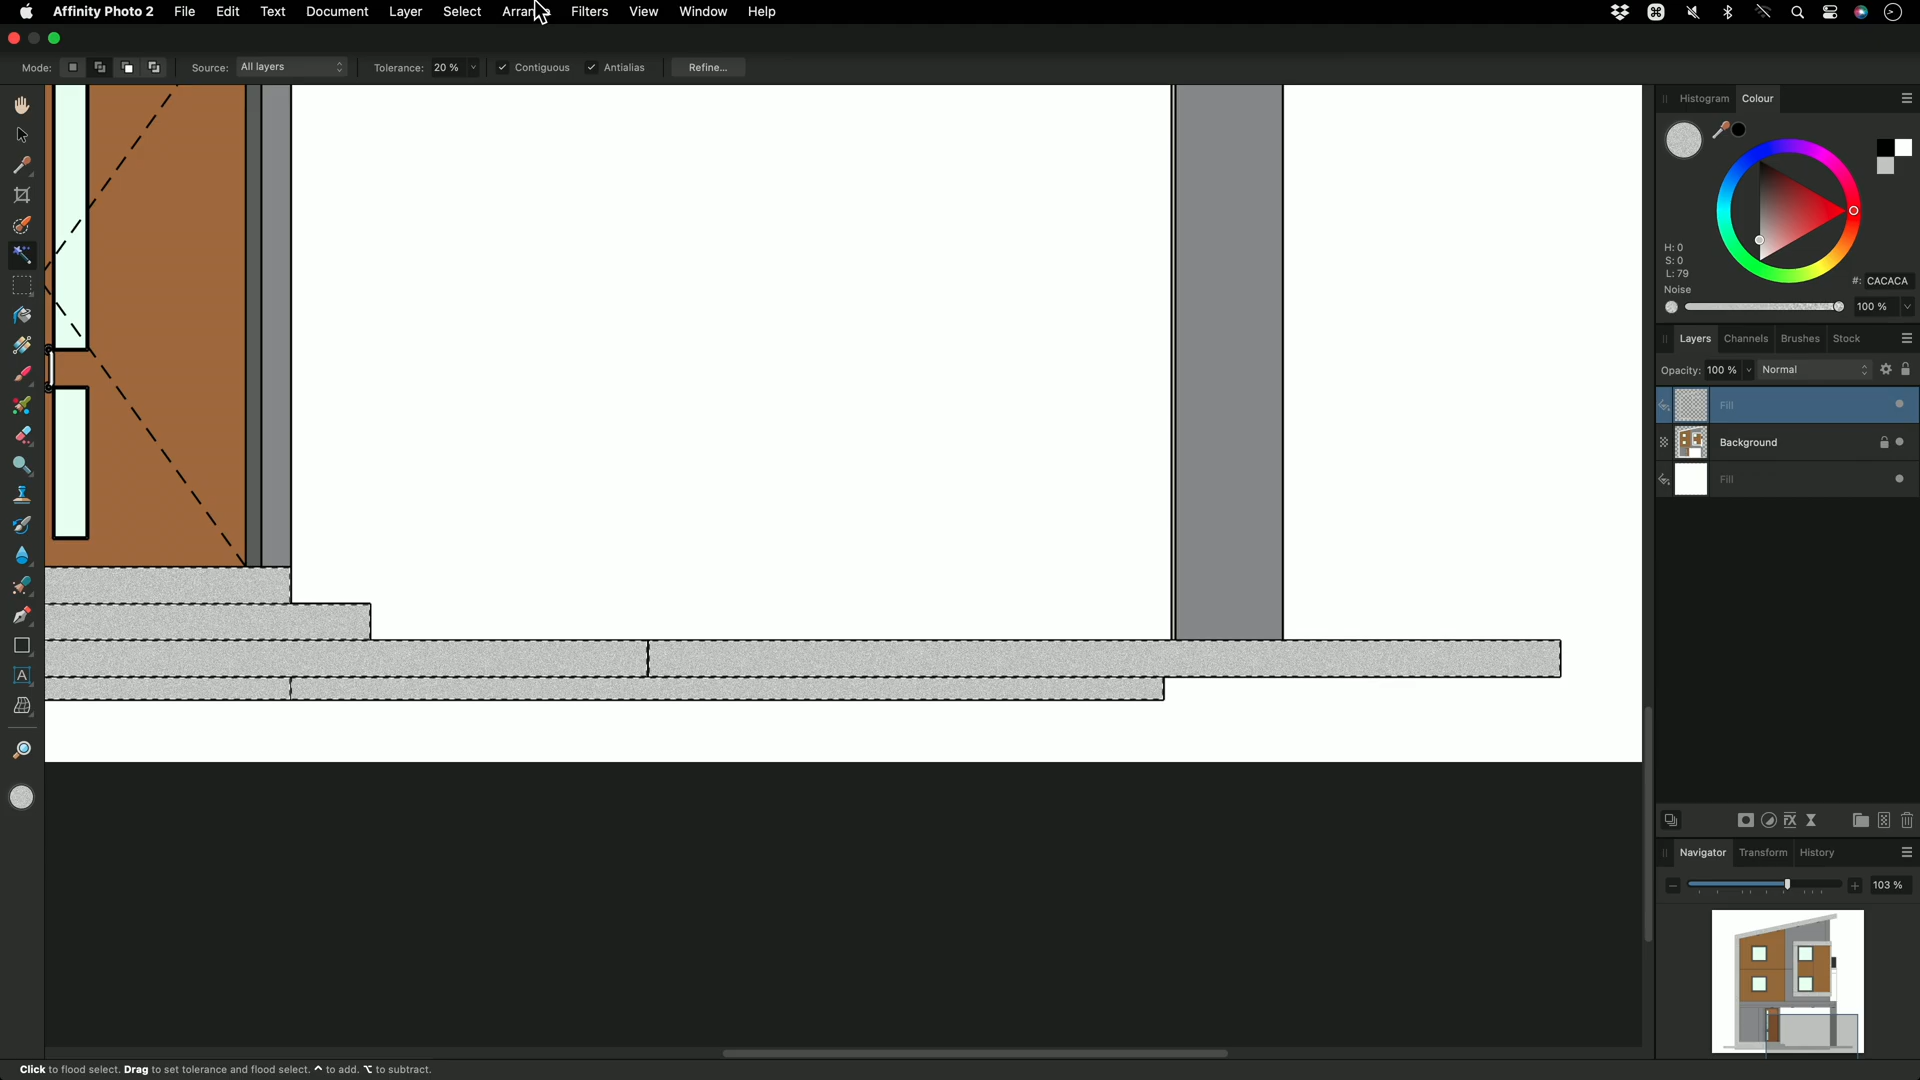 Affinity Photo 2 File Edit Text Document Layer Select Arrange Filters View Window Help
Mode: Source: All layers Tolerance: 20 % Contiguous Antialias Refine...
Histogram Colour
H: 0
S: 0
L: 79
#: CACACA
Noise
100 %
Layers Channels Brushes Stock
Opacity: 100 % Normal
Fill
Background
Fill
Navigator Transform History
103 %
Click to flood select. Drag to set tolerance and flood select. ^ to add. ⌥ to subtract.